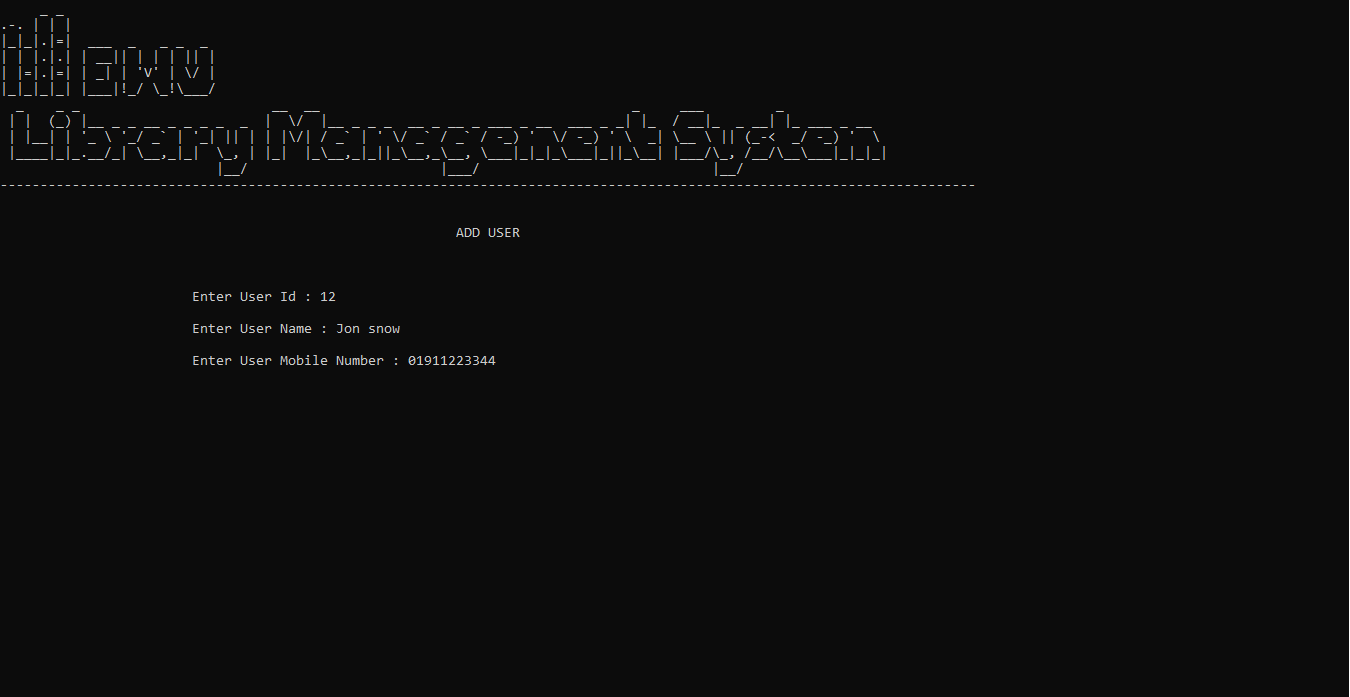 EWU
Library Management System
ADD USER
Enter User Id : 12
Enter User Name : Jon snow
Enter User Mobile Number : 01911223344